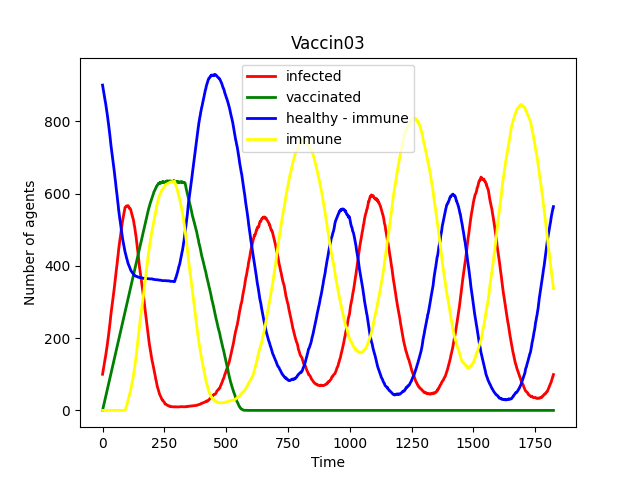 Vaccin03
infected
vaccinated
healthy - immune
immune
800
600
400
200
0
Number of agents
0 250 500 750 1000 1250 1500 1750
Time